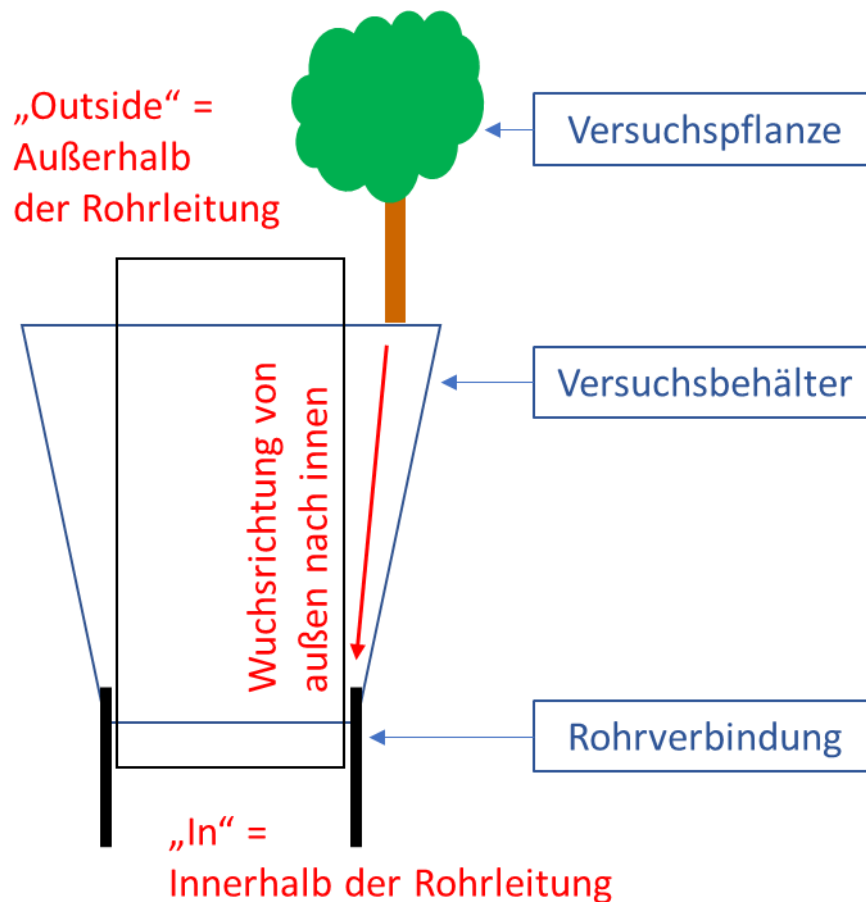 „Outside“ =
Außerhalb
der Rohrleitung
Versuchspflanze
Versuchsbehälter
Wuchsrichtung von
außen nach innen
Rohrverbindung
„In“ =
Innerhalb der Rohrleitung